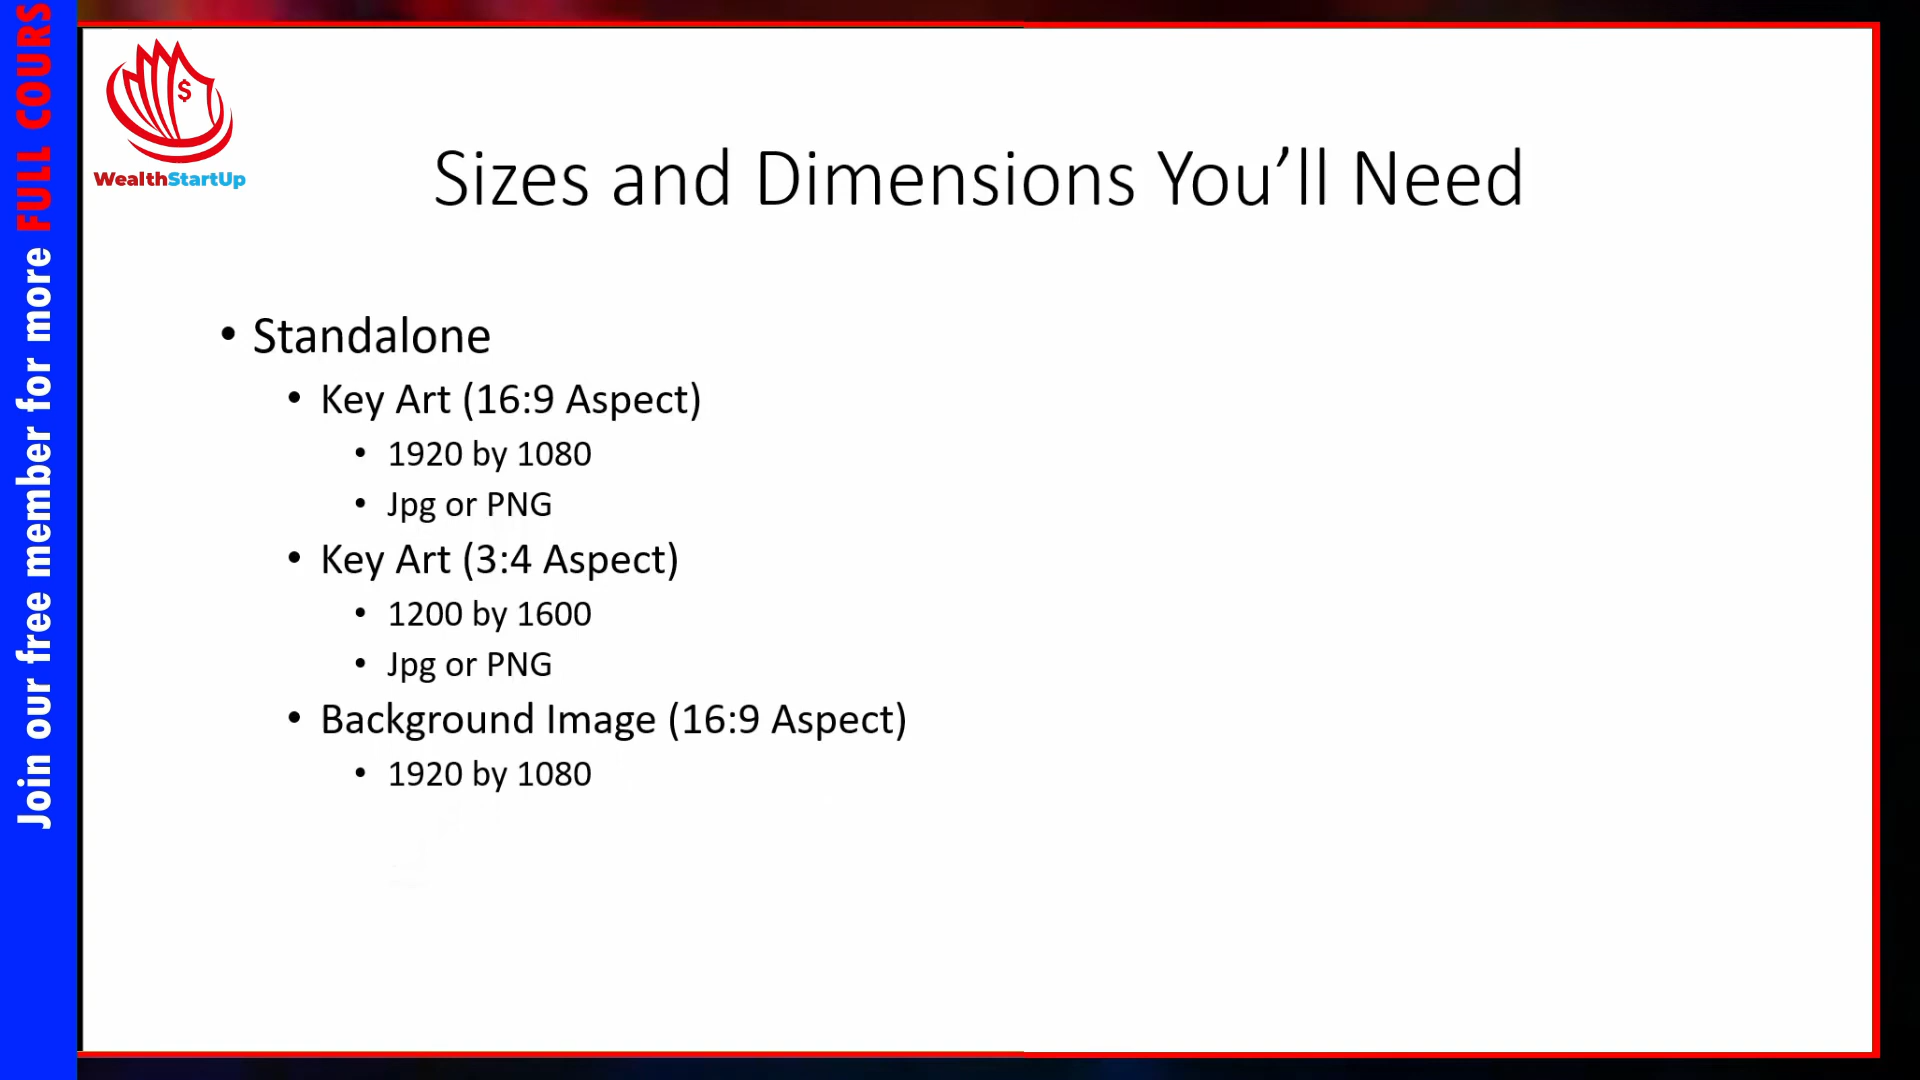 Join our free member for more FULL COURS
$
WealthStartUp
Sizes and Dimensions You’ll Need
• Standalone
• Key Art (16:9 Aspect)
• 1920 by 1080
• Jpg or PNG
• Key Art (3:4 Aspect)
• 1200 by 1600
• Jpg or PNG
• Background Image (16:9 Aspect)
• 1920 by 1080